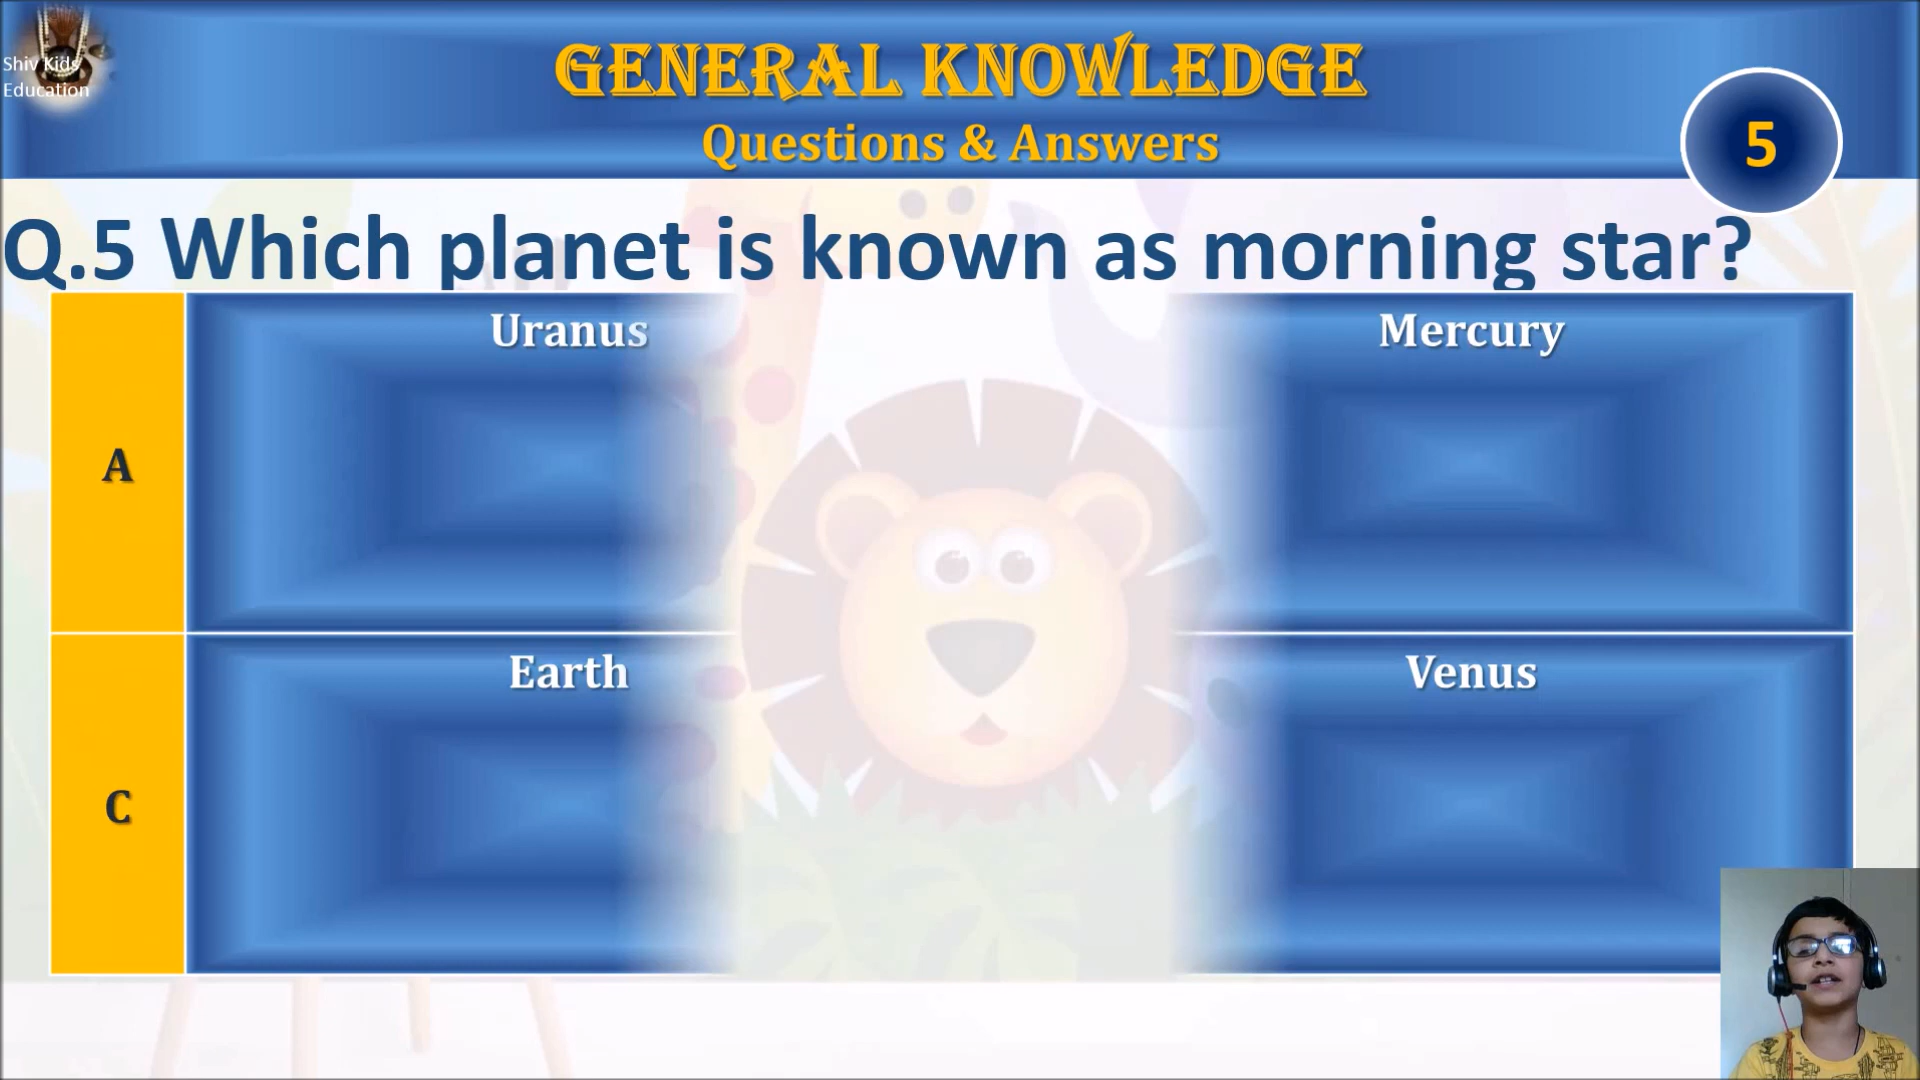 Shiv Kids
Education
GENERAL KNOWLEDGE
Questions & Answers
5
Q.5 Which planet is known as morning star?
A
Uranus
Mercury
C
Earth
Venus